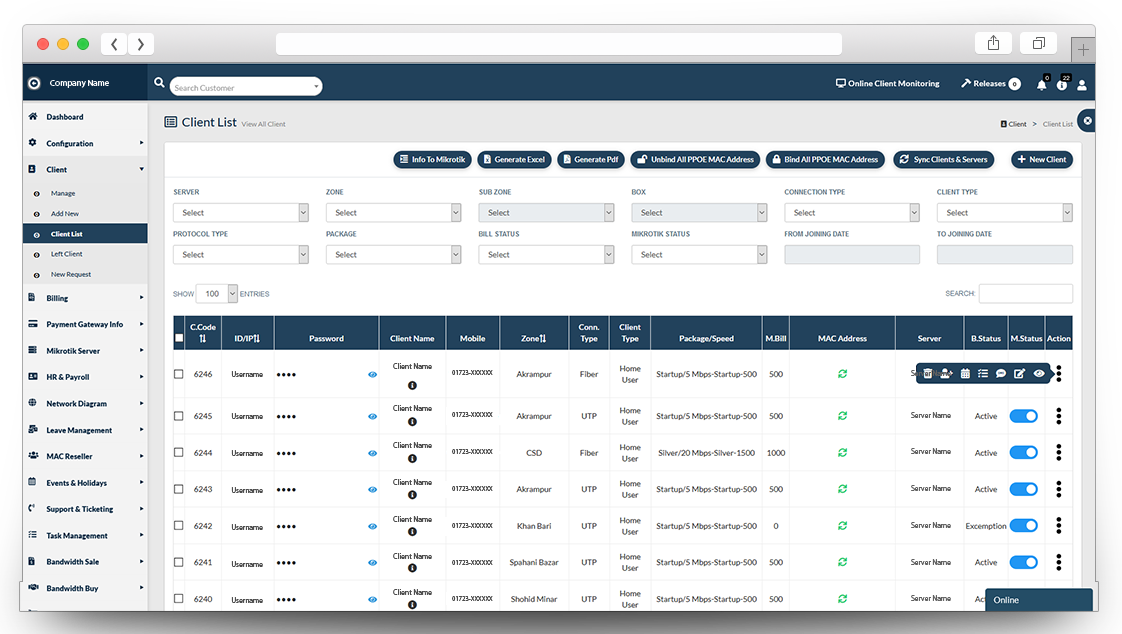 Company Name
Search Customer
Online Client Monitoring
Releases 0
0
22
Dashboard
Configuration
Client
Manage
Add New
Client List
Left Client
New Request
Billing
Payment Gateway Info
Mikrotik Server
HR & Payroll
Network Diagram
Leave Management
MAC Reseller
Events & Holidays
Support & Ticketing
Task Management
Bandwidth Sale
Bandwidth Buy
Client List View All Client
Client > Client List
Info To Mikrotik Generate Excel Generate Pdf Unbind All PPOE MAC Address Bind All PPOE MAC Address Sync Clients & Servers New Client
SERVER ZONE SUB ZONE BOX CONNECTION TYPE CLIENT TYPE
Select Select Select Select Select Select
PROTOCOL TYPE PACKAGE BILL STATUS MIKROTIK STATUS FROM JOINING DATE TO JOINING DATE
Select Select Select Select
SHOW 100 ENTRIES SEARCH:
C.Code ID/IP Password Client Name Mobile Zone Conn. Type Client Type Package/Speed M.Bill MAC Address Server B.Status M.Status Action
6246 Username •••• Client Name 01723-XXXXXX Akrampur Fiber Home User Startup/5 Mbps-Startup-500 500
6245 Username •••• Client Name 01723-XXXXXX Akrampur UTP Home User Startup/5 Mbps-Startup-500 500 Server Name Active
6244 Username •••• Client Name 01723-XXXXXX CSD Fiber Home User Silver/20 Mbps-Silver-1500 1000 Server Name Active
6243 Username •••• Client Name 01723-XXXXXX Akrampur UTP Home User Startup/5 Mbps-Startup-500 500 Server Name Active
6242 Username •••• Client Name 01723-XXXXXX Khan Bari UTP Home User Startup/5 Mbps-Startup-500 0 Server Name Excemption
6241 Username •••• Client Name 01723-XXXXXX Spahani Bazar UTP Home User Startup/5 Mbps-Startup-500 500 Server Name Active
6240 Username •••• Client Name 01723-XXXXXX Shohid Minar UTP Home User Startup/5 Mbps-Startup-500 500 Server Name
Online